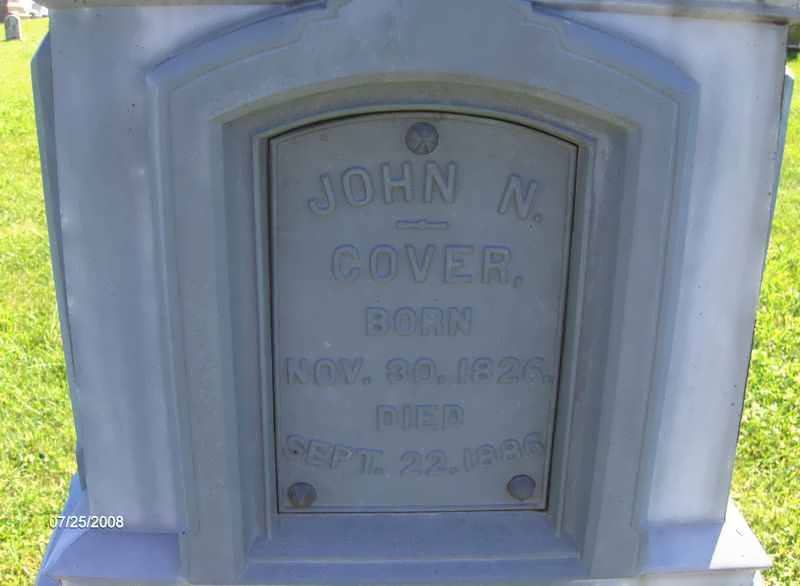 JOHN N.
COVER,
BORN
NOV. 30. 1826.
DIED
SEPT. 22. 1886
07/25/2008